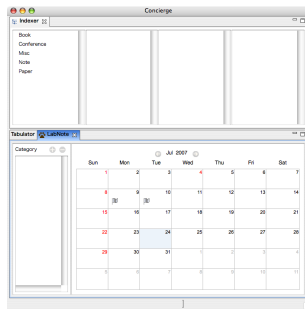 Concierge
Indexer
Book
Conference
Misc
Note
Paper
Tabulator LabNote
Category
Jul 2007
Sun Mon Tue Wed Thu Fri Sat
1 2 3 4 5 6 7
8 9 10 11 12 13 14
15 16 17 18 19 20 21
22 23 24 25 26 27 28
29 30 31 1 2 3 4
5 6 7 8 9 10 11